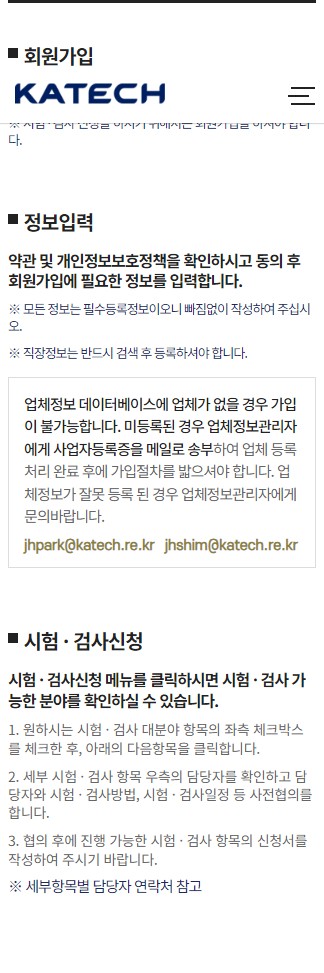 회원가입
KATECH
※ 시험 · 검사 신청을 하시기 위해서는 회원가입을 하셔야 합니
다.
정보입력
약관 및 개인정보보호정책을 확인하시고 동의 후
회원가입에 필요한 정보를 입력합니다.
※ 모든 정보는 필수등록정보이오니 빠짐없이 작성하여 주십시
오.
※ 직장정보는 반드시 검색 후 등록하셔야 합니다.
업체정보 데이터베이스에 업체가 없을 경우 가입
이 불가능합니다. 미등록된 경우 업체정보관리자
에게 사업자등록증을 메일로 송부하여 업체 등록
처리 완료 후에 가입절차를 밟으셔야 합니다. 업
체정보가 잘못 등록 된 경우 업체정보관리자에게
문의바랍니다.
jhpark@katech.re.kr jhshim@katech.re.kr
시험 · 검사신청
시험 · 검사신청 메뉴를 클릭하시면 시험 · 검사 가
능한 분야를 확인하실 수 있습니다.
1. 원하시는 시험 · 검사 대분야 항목의 좌측 체크박스
를 체크한 후, 아래의 다음항목을 클릭합니다.
2. 세부 시험 · 검사 항목 우측의 담당자를 확인하고 담
당자와 시험 · 검사방법, 시험 · 검사일정 등 사전협의를
합니다.
3. 협의 후에 진행 가능한 시험 · 검사 항목의 신청서를
작성하여 주시기 바랍니다.
※ 세부항목별 담당자 연락처 참고